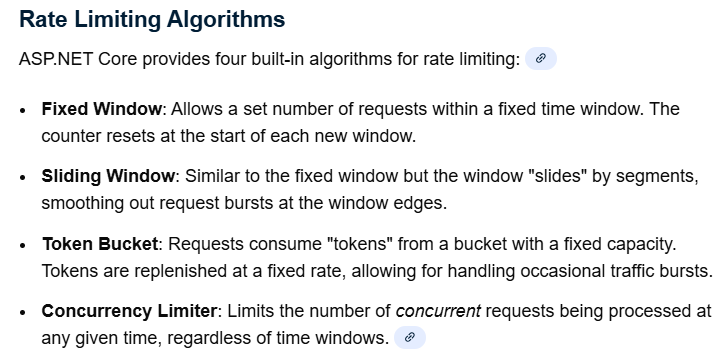 Rate Limiting Algorithms
ASP.NET Core provides four built-in algorithms for rate limiting:
• Fixed Window: Allows a set number of requests within a fixed time window. The
counter resets at the start of each new window.
• Sliding Window: Similar to the fixed window but the window "slides" by segments,
smoothing out request bursts at the window edges.
• Token Bucket: Requests consume "tokens" from a bucket with a fixed capacity.
Tokens are replenished at a fixed rate, allowing for handling occasional traffic bursts.
• Concurrency Limiter: Limits the number of concurrent requests being processed at
any given time, regardless of time windows.